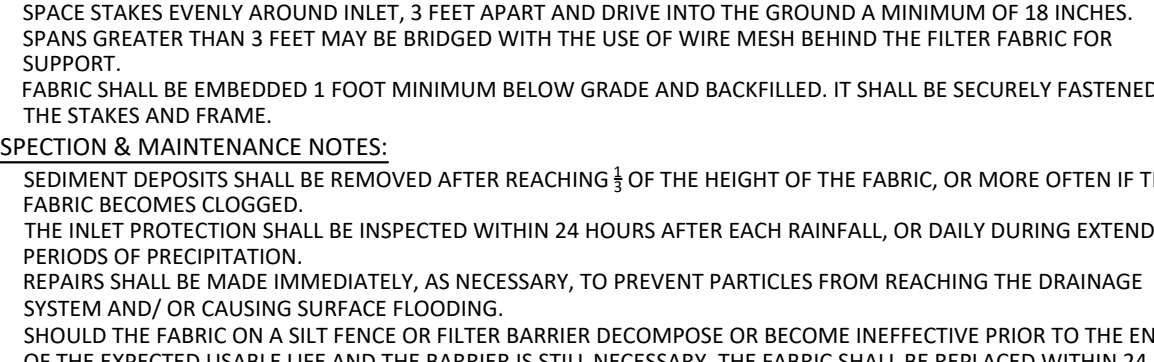 SPACE STAKES EVENLY AROUND INLET, 3 FEET APART AND DRIVE INTO THE GROUND A MINIMUM OF 18 INCHES.
SPANS GREATER THAN 3 FEET MAY BE BRIDGED WITH THE USE OF WIRE MESH BEHIND THE FILTER FABRIC FOR
SUPPORT.
FABRIC SHALL BE EMBEDDED 1 FOOT MINIMUM BELOW GRADE AND BACKFILLED. IT SHALL BE SECURELY FASTENED
THE STAKES AND FRAME.
SPECTION & MAINTENANCE NOTES:
SEDIMENT DEPOSITS SHALL BE REMOVED AFTER REACHING 1/3 OF THE HEIGHT OF THE FABRIC, OR MORE OFTEN IF TH
FABRIC BECOMES CLOGGED.
THE INLET PROTECTION SHALL BE INSPECTED WITHIN 24 HOURS AFTER EACH RAINFALL, OR DAILY DURING EXTEND
PERIODS OF PRECIPITATION.
REPAIRS SHALL BE MADE IMMEDIATELY, AS NECESSARY, TO PREVENT PARTICLES FROM REACHING THE DRAINAGE
SYSTEM AND/ OR CAUSING SURFACE FLOODING.
SHOULD THE FABRIC ON A SILT FENCE OR FILTER BARRIER DECOMPOSE OR BECOME INEFFECTIVE PRIOR TO THE EN
OF THE EXPECTED USABLE LIFE AND THE BARRIER IS STILL NECESSARY, THE FABRIC SHALL BE REPLACED WITHIN 24